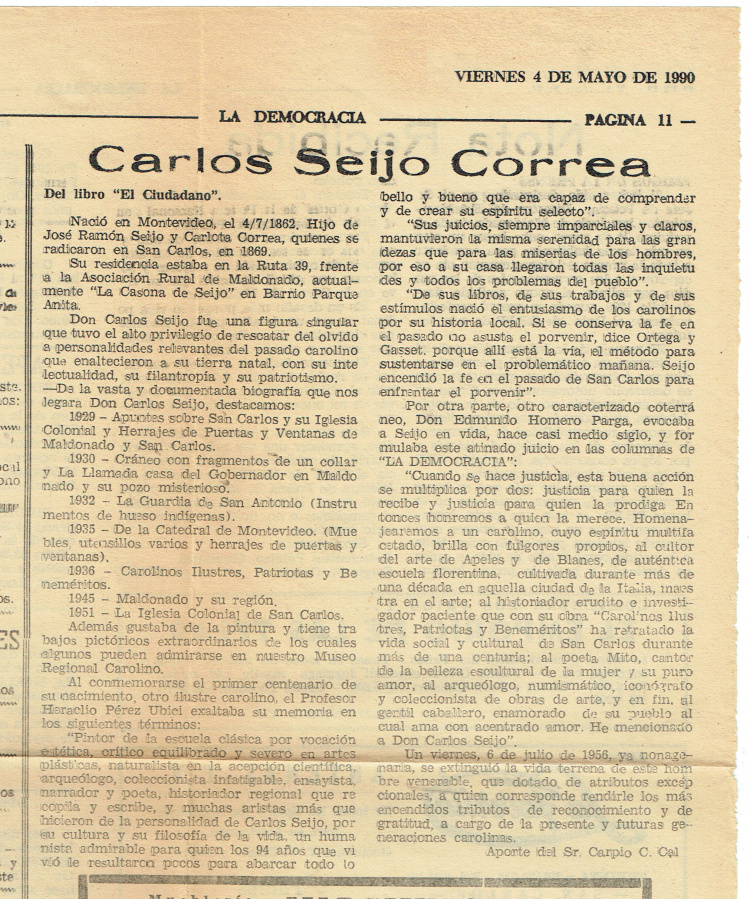 VIERNES 4 DE MAYO DE 1990
LA DEMOCRACIA
PAGINA 11 —
Carlos Seijo Correa
Del libro "El Ciudadano".
Nació en Montevideo, el 4/7/1862, Hijo de
José Ramón Seijo y Carlota Correa, quienes se
radicaron en San Carlos, en 1869.
Su residencia estaba en la Ruta 39, frente
a la Asociación Rural de Maldonado, actual-
mente "La Casona de Seijo" en Barrio Parque
Anita.
Don Carlos Seijo fue una figura singular
que tuvo el alto privilegio de rescatar del olvido
a personalidades relevantes del pasado carolino
que enaltecieron a su tierra natal, con su inte
lectualidad, su filantropía y su patriotismo.
—De la vasta y documentada biografía que nos
legara Don Carlos Seijo, destacamos:
1929 — Apuntes sobre San Carlos y su Iglesia
Colonial y Herrajes de Puertas y Ventanas de
Maldonado y San Carlos.
1930 — Cráneo con fragmentos de un collar
y La Llamada casa del Gobernador en Maldo
nado y su pozo misterioso.
1932 — La Guardia de San Antonio (Instru
mentos de hueso indígenas).
1935 — De la Catedral de Montevideo. (Mue
bles, utensillos varios y herrajes de puertas y
ventanas).
1936 — Carolinos Ilustres, Patriotas y Be
neméritos.
1945 — Maldonado y su región.
1951 — La Iglesia Colonial de San Carlos.
Además gustaba de la pintura y tiene tra
bajos pictóricos extraordinarios de los cuales
algunos pueden admirarse en nuestro Museo
Regional Carolino.
Al conmemorarse el primer centenario de
su nacimiento, otro ilustre carolino, el Profesor
Heraclio Pérez Ubici exaltaba su memoria en
los siguientes términos:
"Pintor de la escuela clásica por vocación
estética, crítico equilibrado y severo en artes
plásticas, naturalista en la acepción científica,
arqueólogo, coleccionista infatigable, ensayista,
narrador y poeta, historiador regional que re
copila y escribe, y muchas aristas más que
hicieron de la personalidad de Carlos Seijo, por
su cultura y su filosofía de la vida, un huma
nista admirable para quien los 94 años que vi
vió le resultaron pocos para abarcar todo lo
bello y bueno que era capaz de comprender
y de crear su espíritu selecto".
"Sus juicios, siempre imparciales y claros,
mantuvieron la misma serenidad para las gran
dezas que para las miserias de los hombres,
por eso a su casa llegaron todas las inquietu
des y todos los problemas del pueblo".
"De sus libros, de sus trabajos y de sus
estímulos nació el entusiasmo de los carolinos
por su historia local. Si se conserva la fe en
el pasado no asusta el porvenir, dice Ortega y
Gasset. porque allí está la vía, el método para
sustentarse en el problemático mañana. Seijo
encendió la fe en el pasado de San Carlos para
enfrentar el porvenir".
Por otra parte, otro caracterizado coterrá
neo, Don Edmundo Homero Parga, evocaba
a Seijo en vida, hace casi medio siglo, y for
mulaba este atinado juicio en las columnas de
"LA DEMOCRACIA":
"Cuando se hace justicia, esta buena acción
se multiplica por dos: justicia para quien la
recibe y justicia para quien la prodiga En
tonces honremos a quien la merece. Homena-
jearemos a un carolino, cuyo espíritu multifa
cetado, brilla con fulgores propios, al cultor
del arte de Apeles y de Blanes, de auténtica
escuela florentina, cultivada durante más de
una década en aquella ciudad de la Italia, maes
tra en el arte; al historiador erudito e investi-
gador paciente que con su obra "Carolinos Ilus
tres, Patriotas y Beneméritos" ha retratado la
vida social y cultural de San Carlos durante
más de una centuria; al poeta Mito, cantor
de la belleza escultural de la mujer y su puro
amor, al arqueólogo, numismático, iconógrafo
y coleccionista de obras de arte, y en fin, al
gentil caballero, enamorado de su pueblo al
cual ama con acentrado amor. He mencionado
a Don Carlos Seijo".
Un viernes, 6 de julio de 1956, ya nonage-
nario, se extinguió la vida terrena de este hom
bre venerable, que dotado de atributos excep
cionales, a quien corresponde rendirle los más
encendidos tributos de reconocimiento y de
gratitud, a cargo de la presente y futuras ge-
neraciones carolinas.
Aporte del Sr. Carpio C. Cal